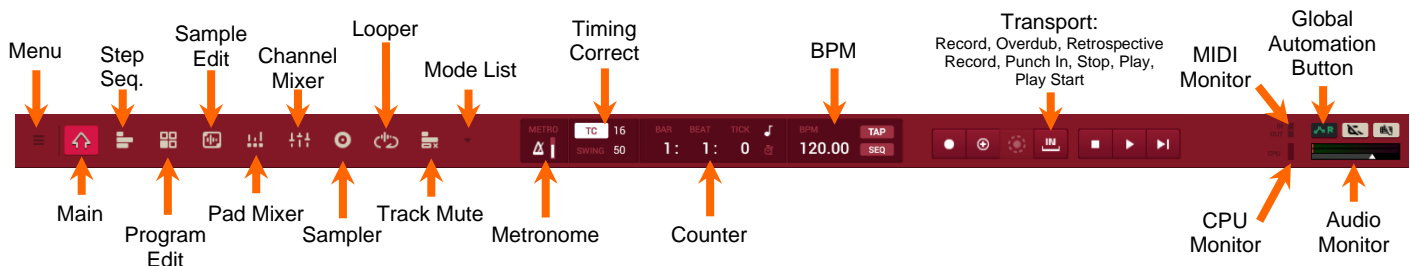 Menu
Step
Seq.
Sample
Edit
Channel
Mixer
Looper
Mode List
Timing
Correct
BPM
Transport:
Record, Overdub, Retrospective
Record, Punch In, Stop, Play,
Play Start
MIDI
Monitor
Global
Automation
Button
METRO
TC 16
SWING 50
BAR BEAT TICK
1: 1: 0
BPM TAP
120.00 SEQ
IN
R
Main
Program
Edit
Pad Mixer
Sampler
Track Mute
Metronome
Counter
CPU
Monitor
Audio
Monitor